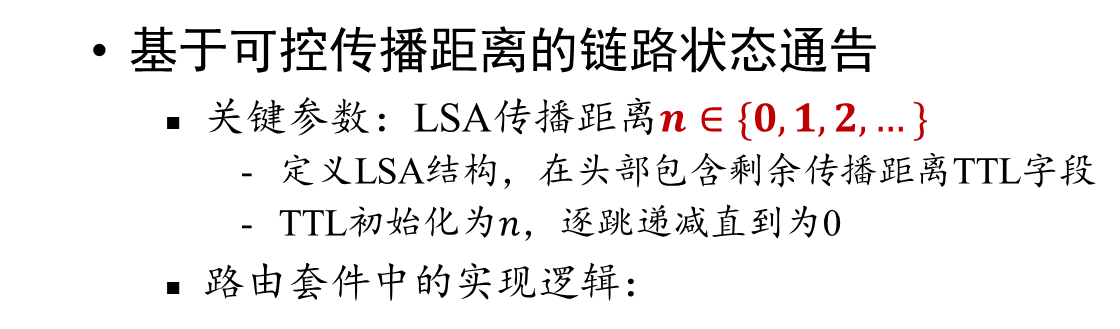 • 基于可控传播距离的链路状态通告
▪ 关键参数：LSA传播距离n ∈ {0, 1, 2, … }
- 定义LSA结构，在头部包含剩余传播距离TTL字段
- TTL初始化为n，逐跳递减直到为0
▪ 路由套件中的实现逻辑：